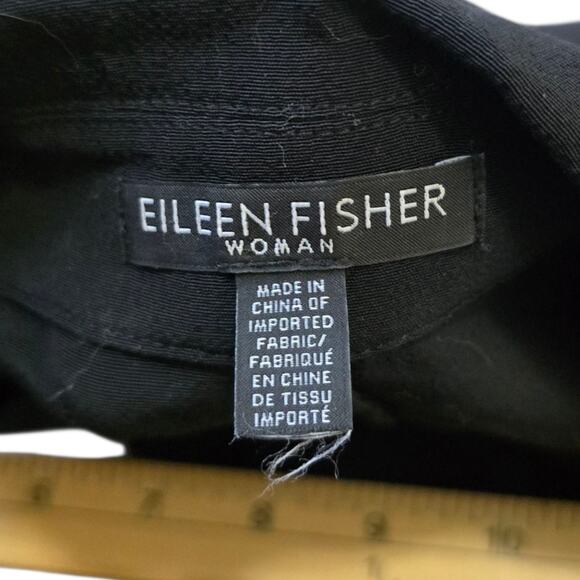 EILEEN FISHER
WOMAN
MADE IN
CHINA OF
IMPORTED
FABRIC/
FABRIQUÉ
EN CHINE
DE TISSU
IMPORTÉ
6 7 8 9 10